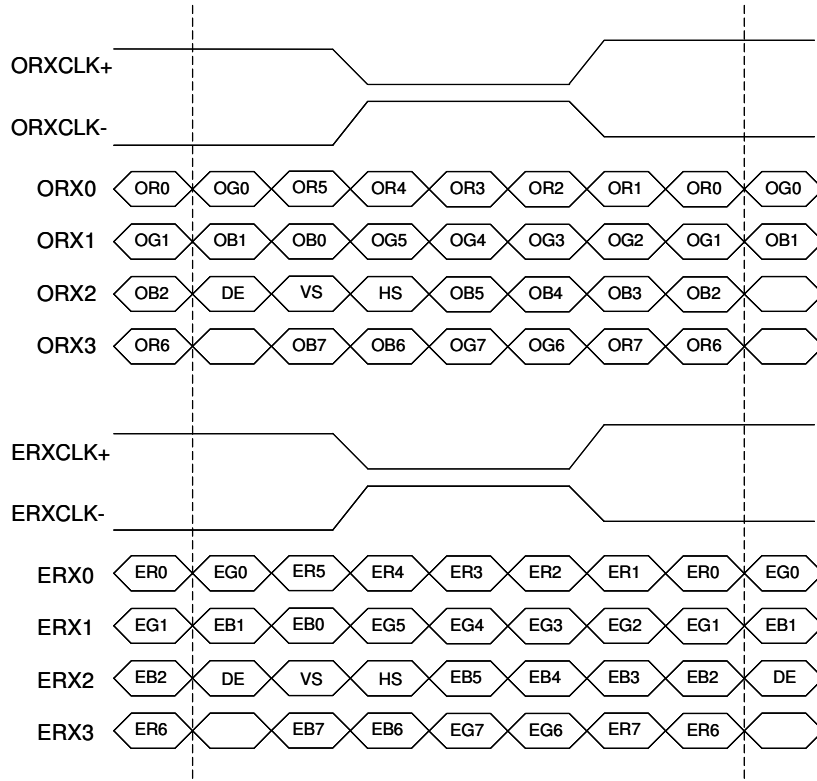 ORXCLK+
ORXCLK-
ORX0 OR0 OG0 OR5 OR4 OR3 OR2 OR1 OR0 OG0
ORX1 OG1 OB1 OB0 OG5 OG4 OG3 OG2 OG1 OB1
ORX2 OB2 DE VS HS OB5 OB4 OB3 OB2
ORX3 OR6 OB7 OB6 OG7 OG6 OR7 OR6
ERXCLK+
ERXCLK-
ERX0 ER0 EG0 ER5 ER4 ER3 ER2 ER1 ER0 EG0
ERX1 EG1 EB1 EB0 EG5 EG4 EG3 EG2 EG1 EB1
ERX2 EB2 DE VS HS EB5 EB4 EB3 EB2 DE
ERX3 ER6 EB7 EB6 EG7 EG6 ER7 ER6